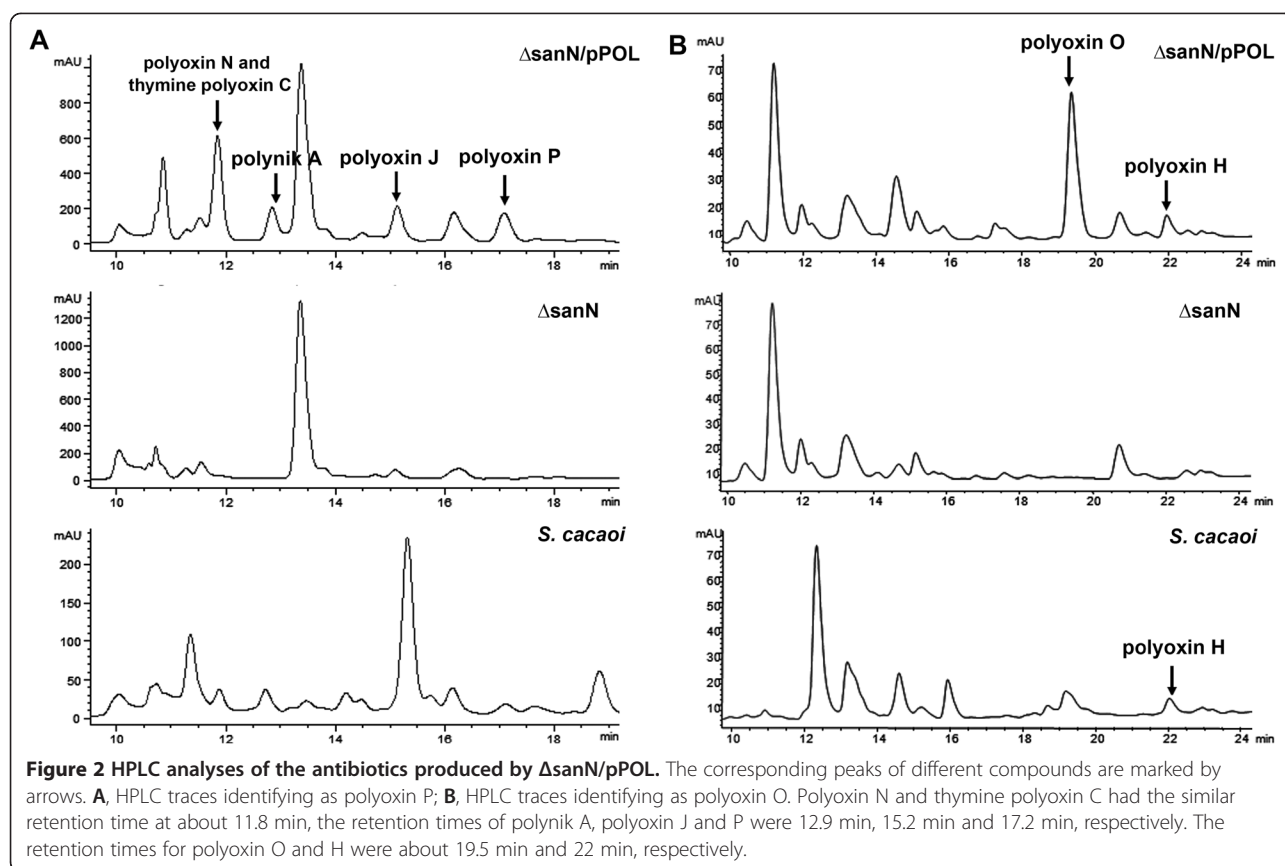 A
mAU
ΔsanN/pPOL
polyoxin N and
thymine polyoxin C
polynik A
polyoxin J
polyoxin P
800
600
400
200
0
10 12 14 16 18 min
mAU
ΔsanN
1200
1000
800
600
400
200
0
10 12 14 16 18 min
mAU
S. cacaoi
200
150
100
50
0
10 12 14 16 18 min
B
mAU
ΔsanN/pPOL
polyoxin O
polyoxin H
70
60
50
40
30
20
10
10 12 14 16 18 20 22 24 min
mAU
ΔsanN
70
60
50
40
30
20
10
10 12 14 16 18 20 22 24 min
mAU
S. cacaoi
polyoxin H
70
60
50
40
30
20
10
10 12 14 16 18 20 22 24 min
Figure 2 HPLC analyses of the antibiotics produced by ΔsanN/pPOL. The corresponding peaks of different compounds are marked by
arrows. A, HPLC traces identifying as polyoxin P; B, HPLC traces identifying as polyoxin O. Polyoxin N and thymine polyoxin C had the similar
retention time at about 11.8 min, the retention times of polynik A, polyoxin J and P were 12.9 min, 15.2 min and 17.2 min, respectively. The
retention times for polyoxin O and H were about 19.5 min and 22 min, respectively.